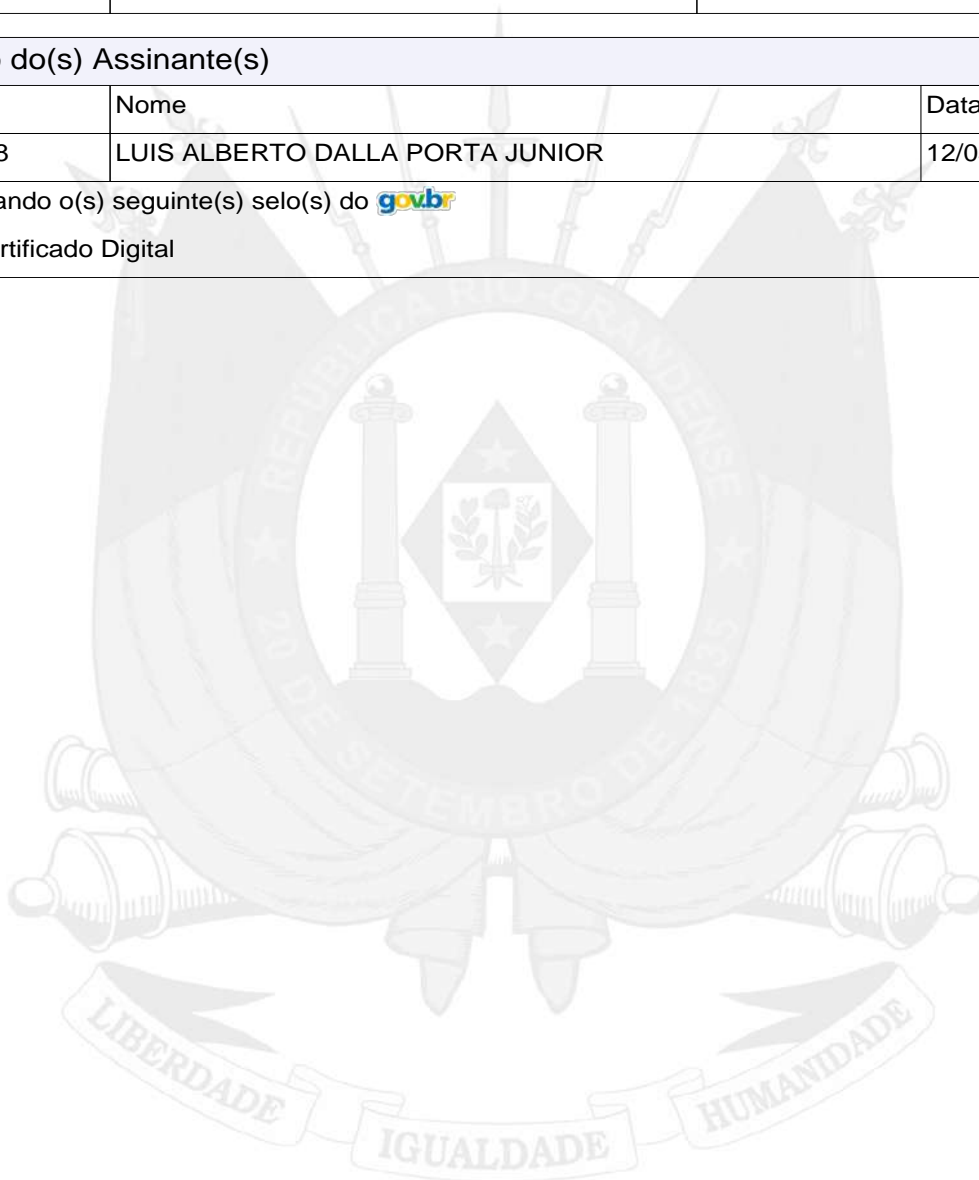 do(s) Assinante(s)
Nome Data
3 LUIS ALBERTO DALLA PORTA JUNIOR 12/0
ando o(s) seguinte(s) selo(s) do gov.br
rtificado Digital
REPÚBLICA RIO-GRANDENSE
20 DE SETEMBRO DE 1835
LIBERDADE IGUALDADE HUMANIDADE